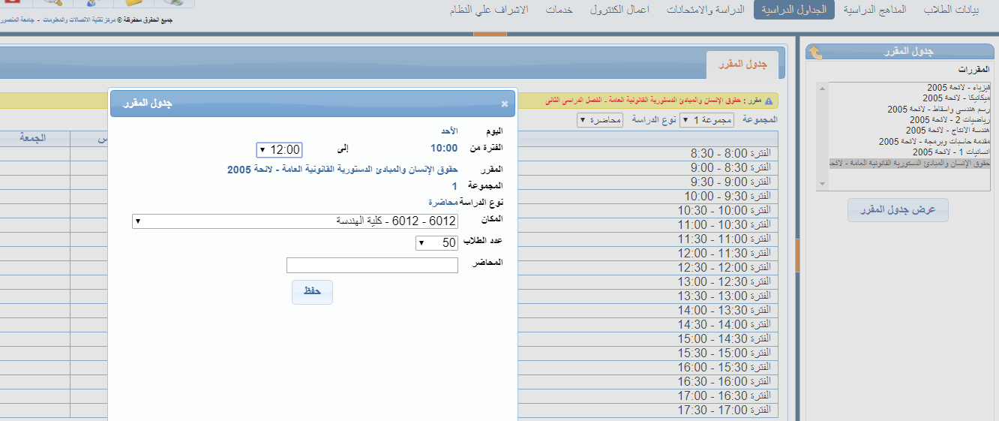 بيانات الطلاب
المناهج الدراسية
الجداول الدراسية
الدراسة والامتحانات
اعمال الكنترول
خدمات
الاشراف علي النظام
جميع الحقوق محفوظة © مركز تقنية الاتصالات والمعلومات - جامعة المنصور
جدول المقرر
المقررات
فيزياء - لائحة 2005
ميكانيكا - لائحة 2005
رسم هندسى واسقاط - لائحة 2005
رياضيات 2 - لائحة 2005
هندسة الانتاج - لائحة 2005
مقدمة حاسبات وبرمجة - لائحة 2005
انسانيات 1 - لائحة 2005
حقوق الإنسان والمبادئ الدستورية القانونية العامة - لائح
عرض جدول المقرر
جدول المقرر
مقرر : حقوق الإنسان والمبادئ الدستورية القانونية العامة - الفصل الدراسى الثانى
المجموعة مجموعة 1 نوع الدراسة محاضرة
س الجمعة
الفترة 8:00 - 8:30
الفترة 8:30 - 9:00
الفترة 9:00 - 9:30
الفترة 9:30 - 10:00
الفترة 10:00 - 10:30
الفترة 10:30 - 11:00
الفترة 11:00 - 11:30
الفترة 11:30 - 12:00
الفترة 12:00 - 12:30
الفترة 12:30 - 13:00
الفترة 13:00 - 13:30
الفترة 13:30 - 14:00
الفترة 14:00 - 14:30
الفترة 14:30 - 15:00
الفترة 15:00 - 15:30
الفترة 15:30 - 16:00
الفترة 16:00 - 16:30
الفترة 16:30 - 17:00
الفترة 17:00 - 17:30
جدول المقرر ×
اليوم الأحد
الفترة من 10:00 إلى 12:00
المقرر حقوق الإنسان والمبادئ الدستورية القانونية العامة - لائحة 2005
المجموعة 1
نوع الدراسة محاضرة
المكان 6012 - 6012 - كلية الهندسة
عدد الطلاب 50
المحاضر
حفظ